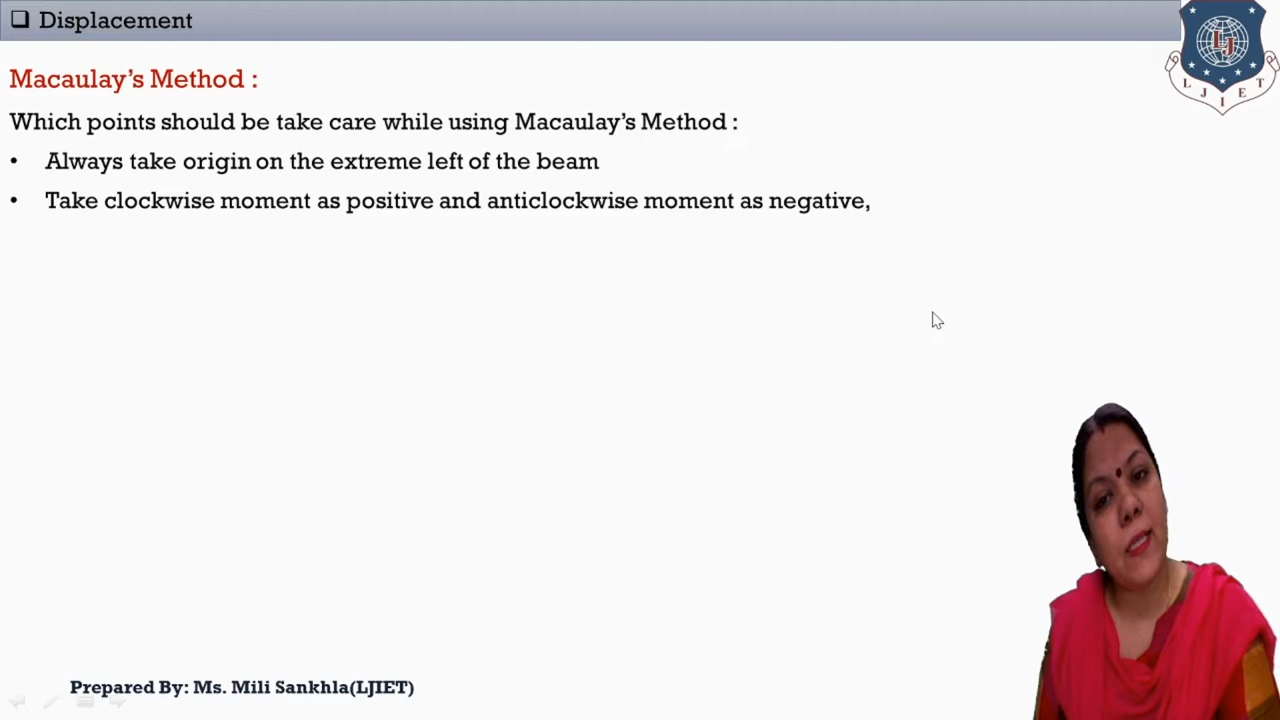 ❑ Displacement
LJ
L J I E T
Macaulay's Method :
Which points should be take care while using Macaulay's Method :
• Always take origin on the extreme left of the beam
• Take clockwise moment as positive and anticlockwise moment as negative,
Prepared By: Ms. Mili Sankhla(LJIET)